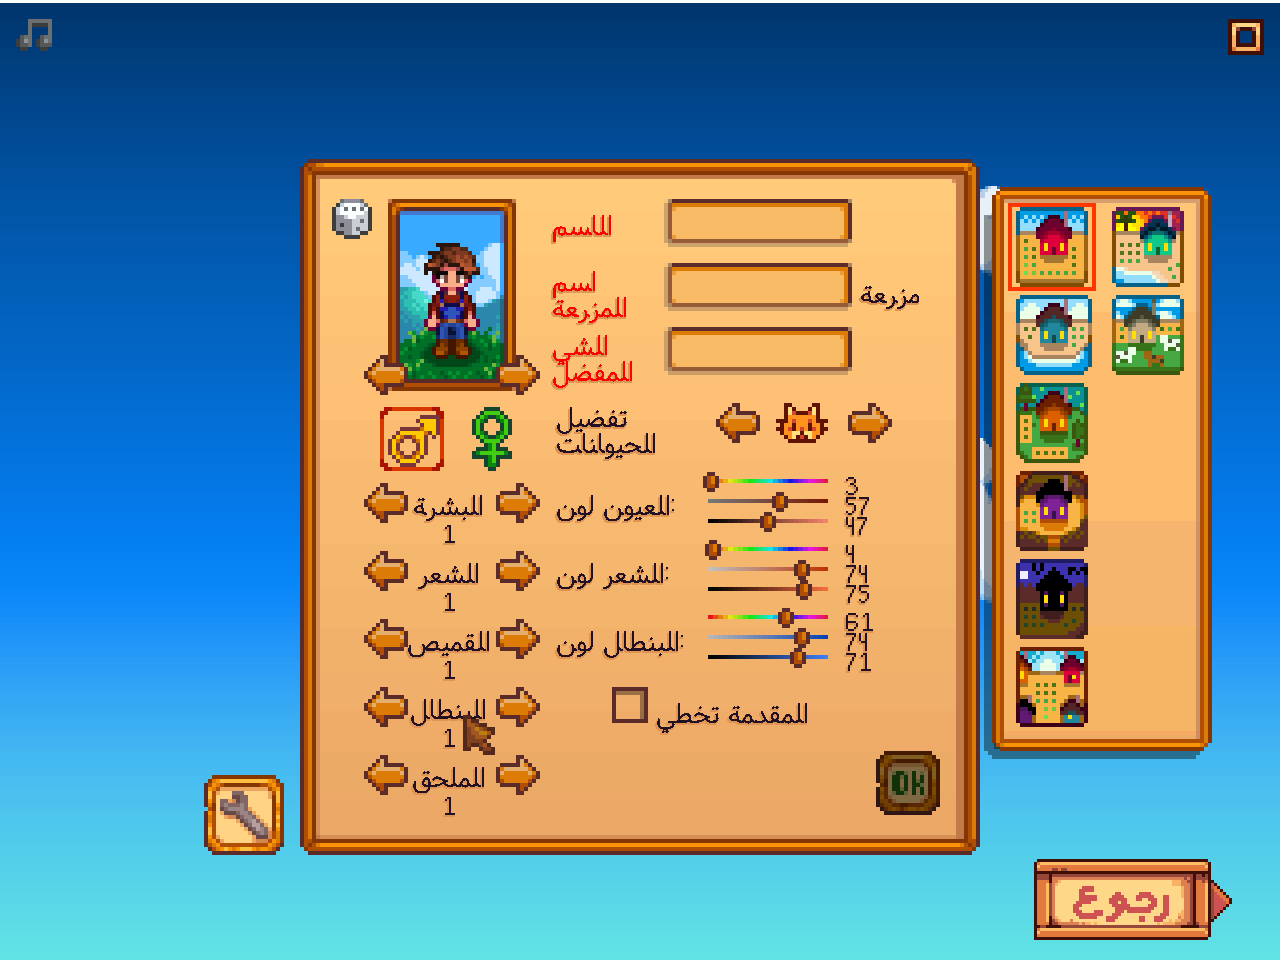 الاسم
اسم
المزرعة
مزرعة
الشي
المفضل
تفضيل
الحيوانات
البشرة
1
العيون لون:
3
57
47
الشعر
1
الشعر لون:
4
74
75
القميص
1
البنطال لون:
61
74
71
البنطال
1
المقدمة تخطي
الملحق
1
OK
رجوع